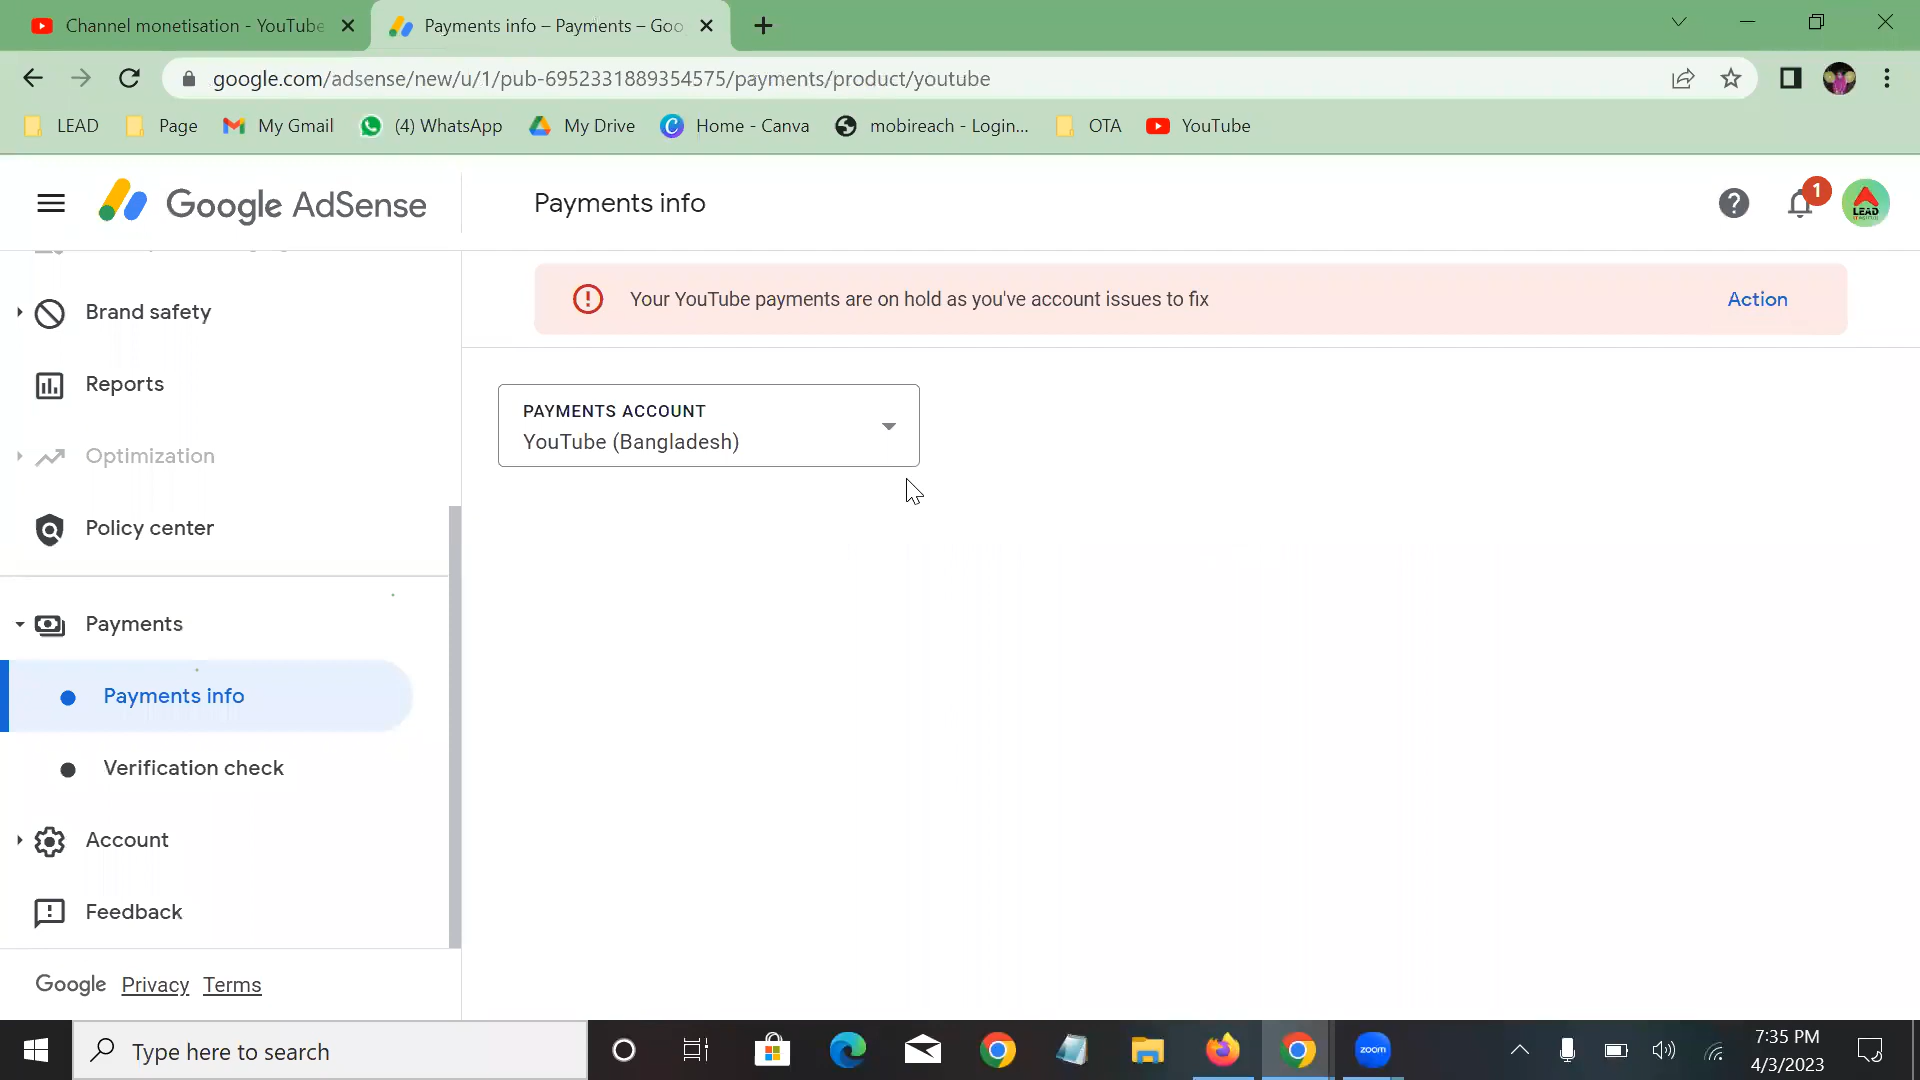 Channel monetisation - YouTube
Payments info – Payments – Goo
google.com/adsense/new/u/1/pub-6952331889354575/payments/product/youtube
LEAD
Page
My Gmail
(4) WhatsApp
My Drive
Home - Canva
mobireach - Login...
OTA
YouTube
Google AdSense
Payments info
1
LEAD
Your YouTube payments are on hold as you've account issues to fix
Action
Brand safety
Reports
Optimization
Policy center
Payments
Payments info
Verification check
Account
Feedback
PAYMENTS ACCOUNT
YouTube (Bangladesh)
Google Privacy Terms
Type here to search
zoom
7:35 PM
4/3/2023